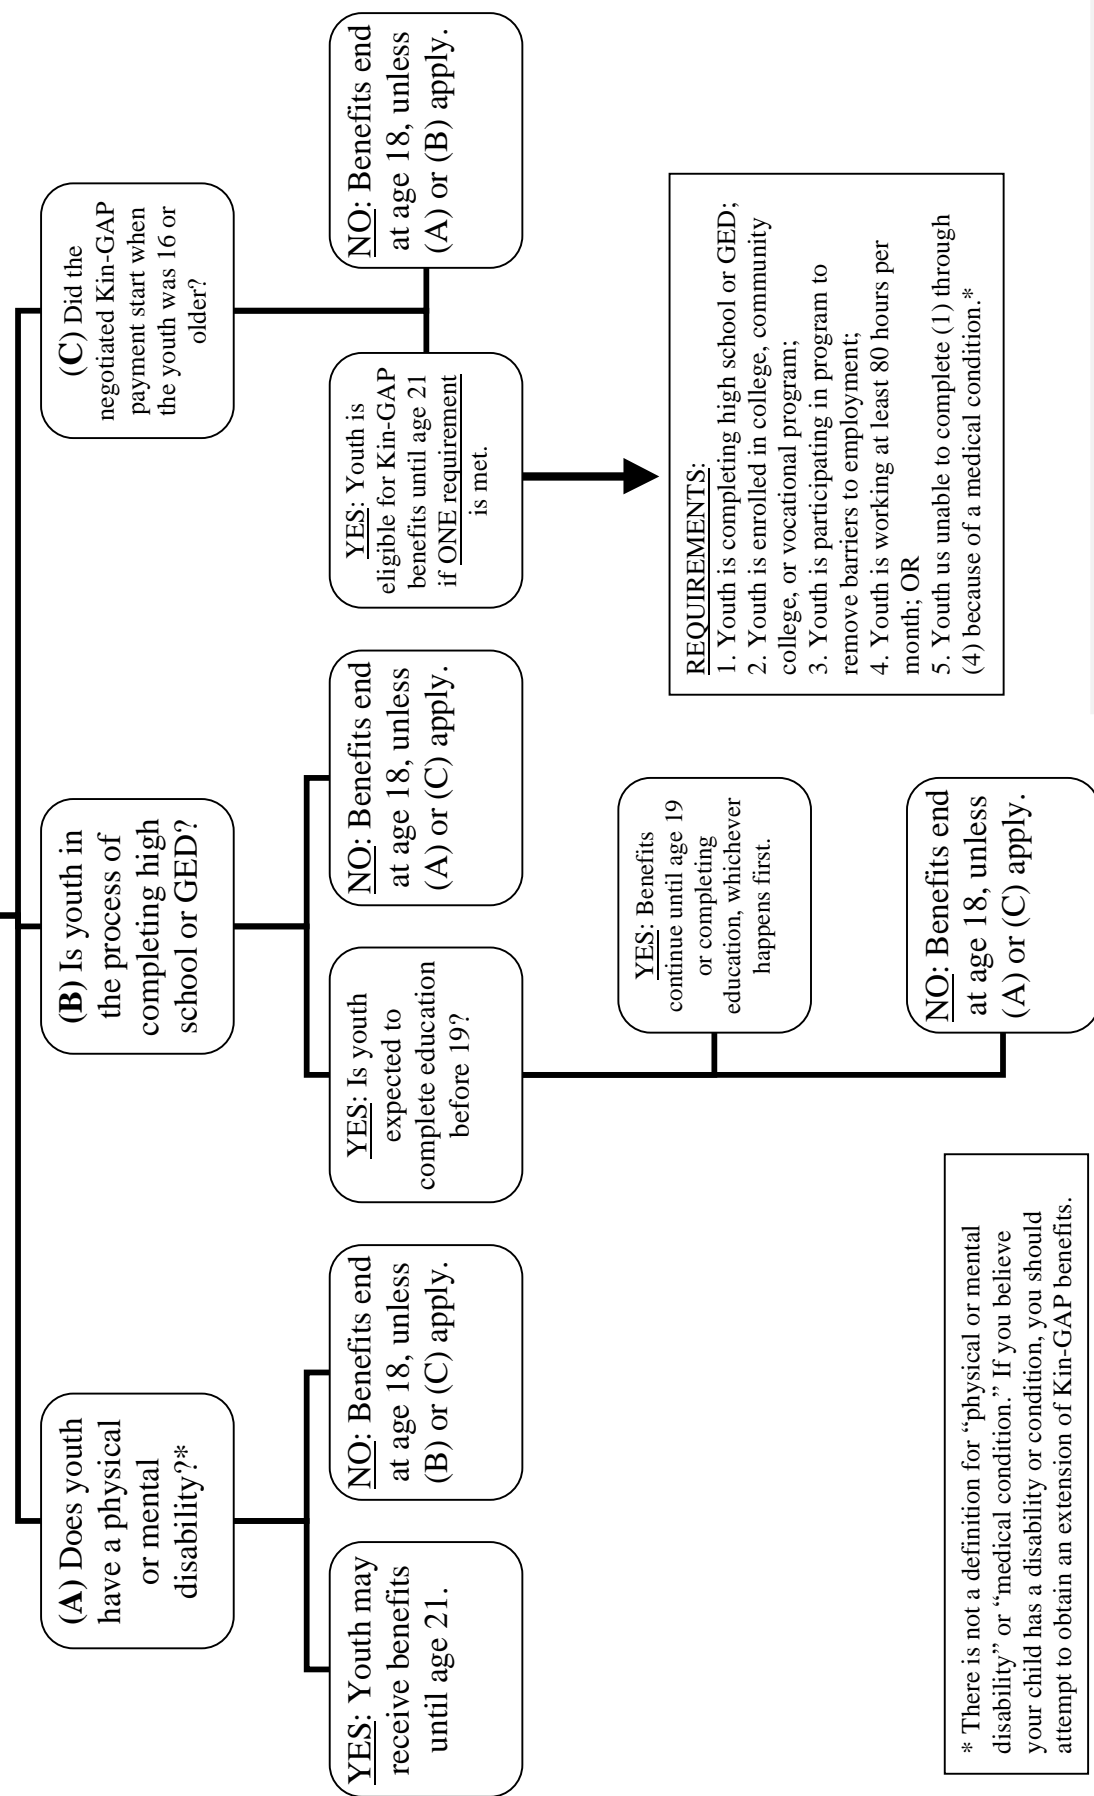 (A) Does youth
have a physical
or mental
disability?*
YES: Youth may
receive benefits
until age 21.
NO: Benefits end
at age 18, unless
(B) or (C) apply.
(B) Is youth in
the process of
completing high
school or GED?
YES: Is youth
expected to
complete education
before 19?
NO: Benefits end
at age 18, unless
(A) or (C) apply.
YES: Benefits
continue until age 19
or completing
education, whichever
happens first.
NO: Benefits end
at age 18, unless
(A) or (C) apply.
(C) Did the
negotiated Kin-GAP
payment start when
the youth was 16 or
older?
YES: Youth is
eligible for Kin-GAP
benefits until age 21
if ONE requirement
is met.
NO: Benefits end
at age 18, unless
(A) or (B) apply.
REQUIREMENTS:
1. Youth is completing high school or GED;
2. Youth is enrolled in college, community
college, or vocational program;
3. Youth is participating in program to
remove barriers to employment;
4. Youth is working at least 80 hours per
month; OR
5. Youth us unable to complete (1) through
(4) because of a medical condition.*
* There is not a definition for “physical or mental
disability” or “medical condition.” If you believe
your child has a disability or condition, you should
attempt to obtain an extension of Kin-GAP benefits.